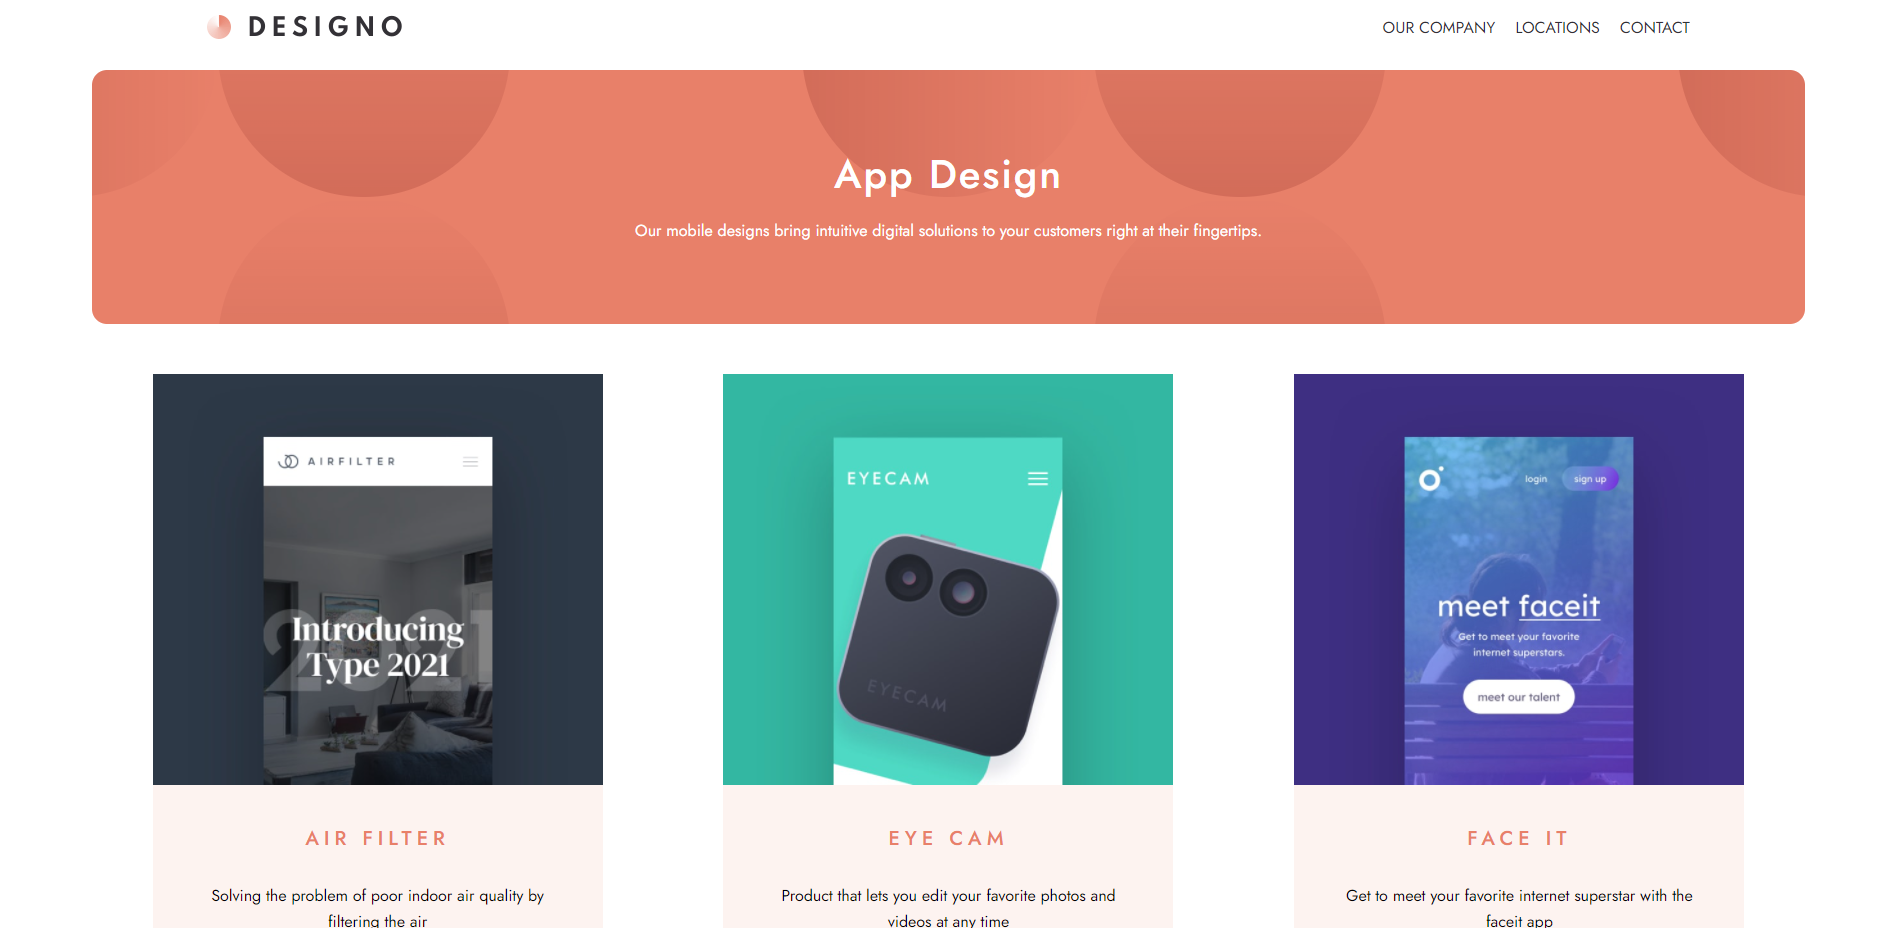 DESIGNO
OUR COMPANY LOCATIONS CONTACT
App Design
Our mobile designs bring intuitive digital solutions to your customers right at their fingertips.
AIRFILTER
2021
Introducing
Type 2021
EYECAM
EYECAM
login sign up
meet faceit
Get to meet your favorite
internet superstars.
meet our talent
AIR FILTER
Solving the problem of poor indoor air quality by
filtering the air
EYE CAM
Product that lets you edit your favorite photos and
videos at any time
FACE IT
Get to meet your favorite internet superstar with the
faceit app